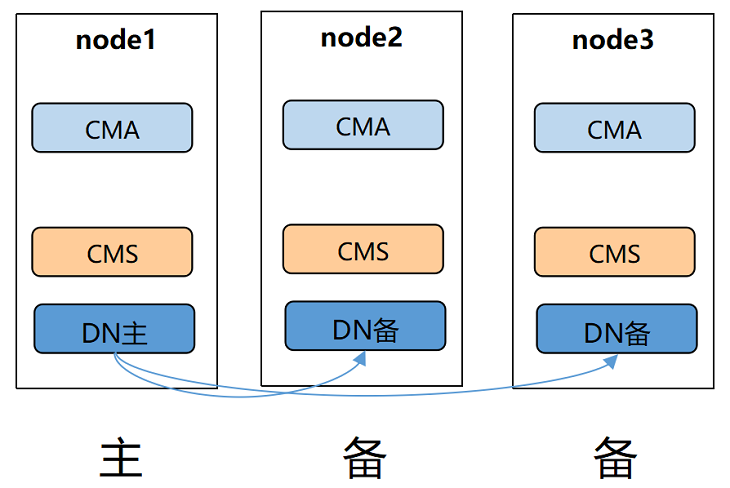 node1
node2
node3
CMA
CMA
CMA
CMS
CMS
CMS
DN主
DN备
DN备
主
备
备